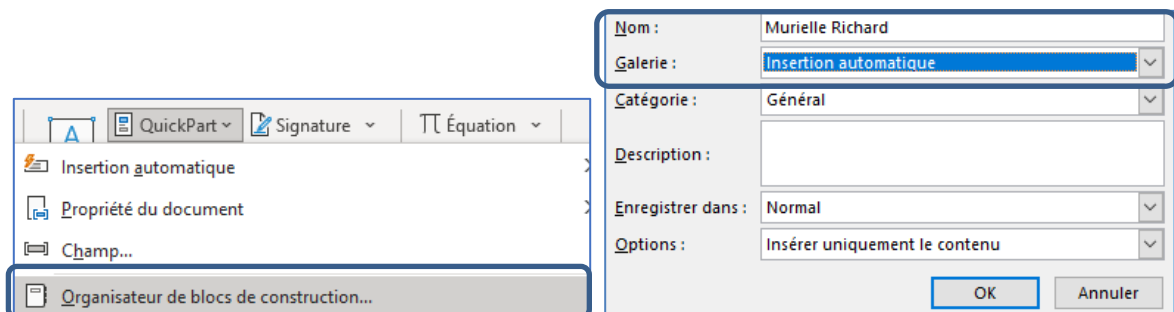 QuickPart Signature Équation
A
Insertion automatique
Propriété du document
Champ...
Organisateur de blocs de construction...
Nom : Murielle Richard
Galerie : Insertion automatique
Catégorie : Général
Description :
Enregistrer dans : Normal
Options : Insérer uniquement le contenu
OK Annuler